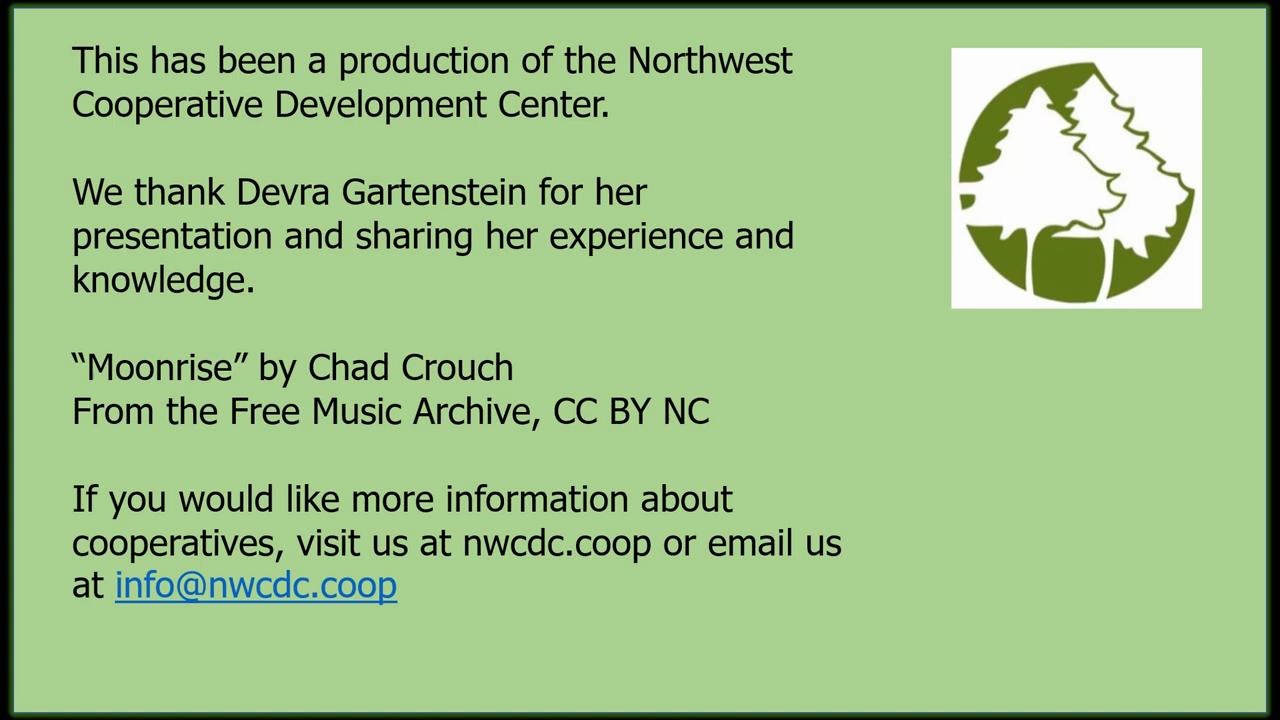 This has been a production of the Northwest
Cooperative Development Center.
We thank Devra Gartenstein for her
presentation and sharing her experience and
knowledge.
“Moonrise” by Chad Crouch
From the Free Music Archive, CC BY NC
If you would like more information about
cooperatives, visit us at nwcdc.coop or email us
at info@nwcdc.coop